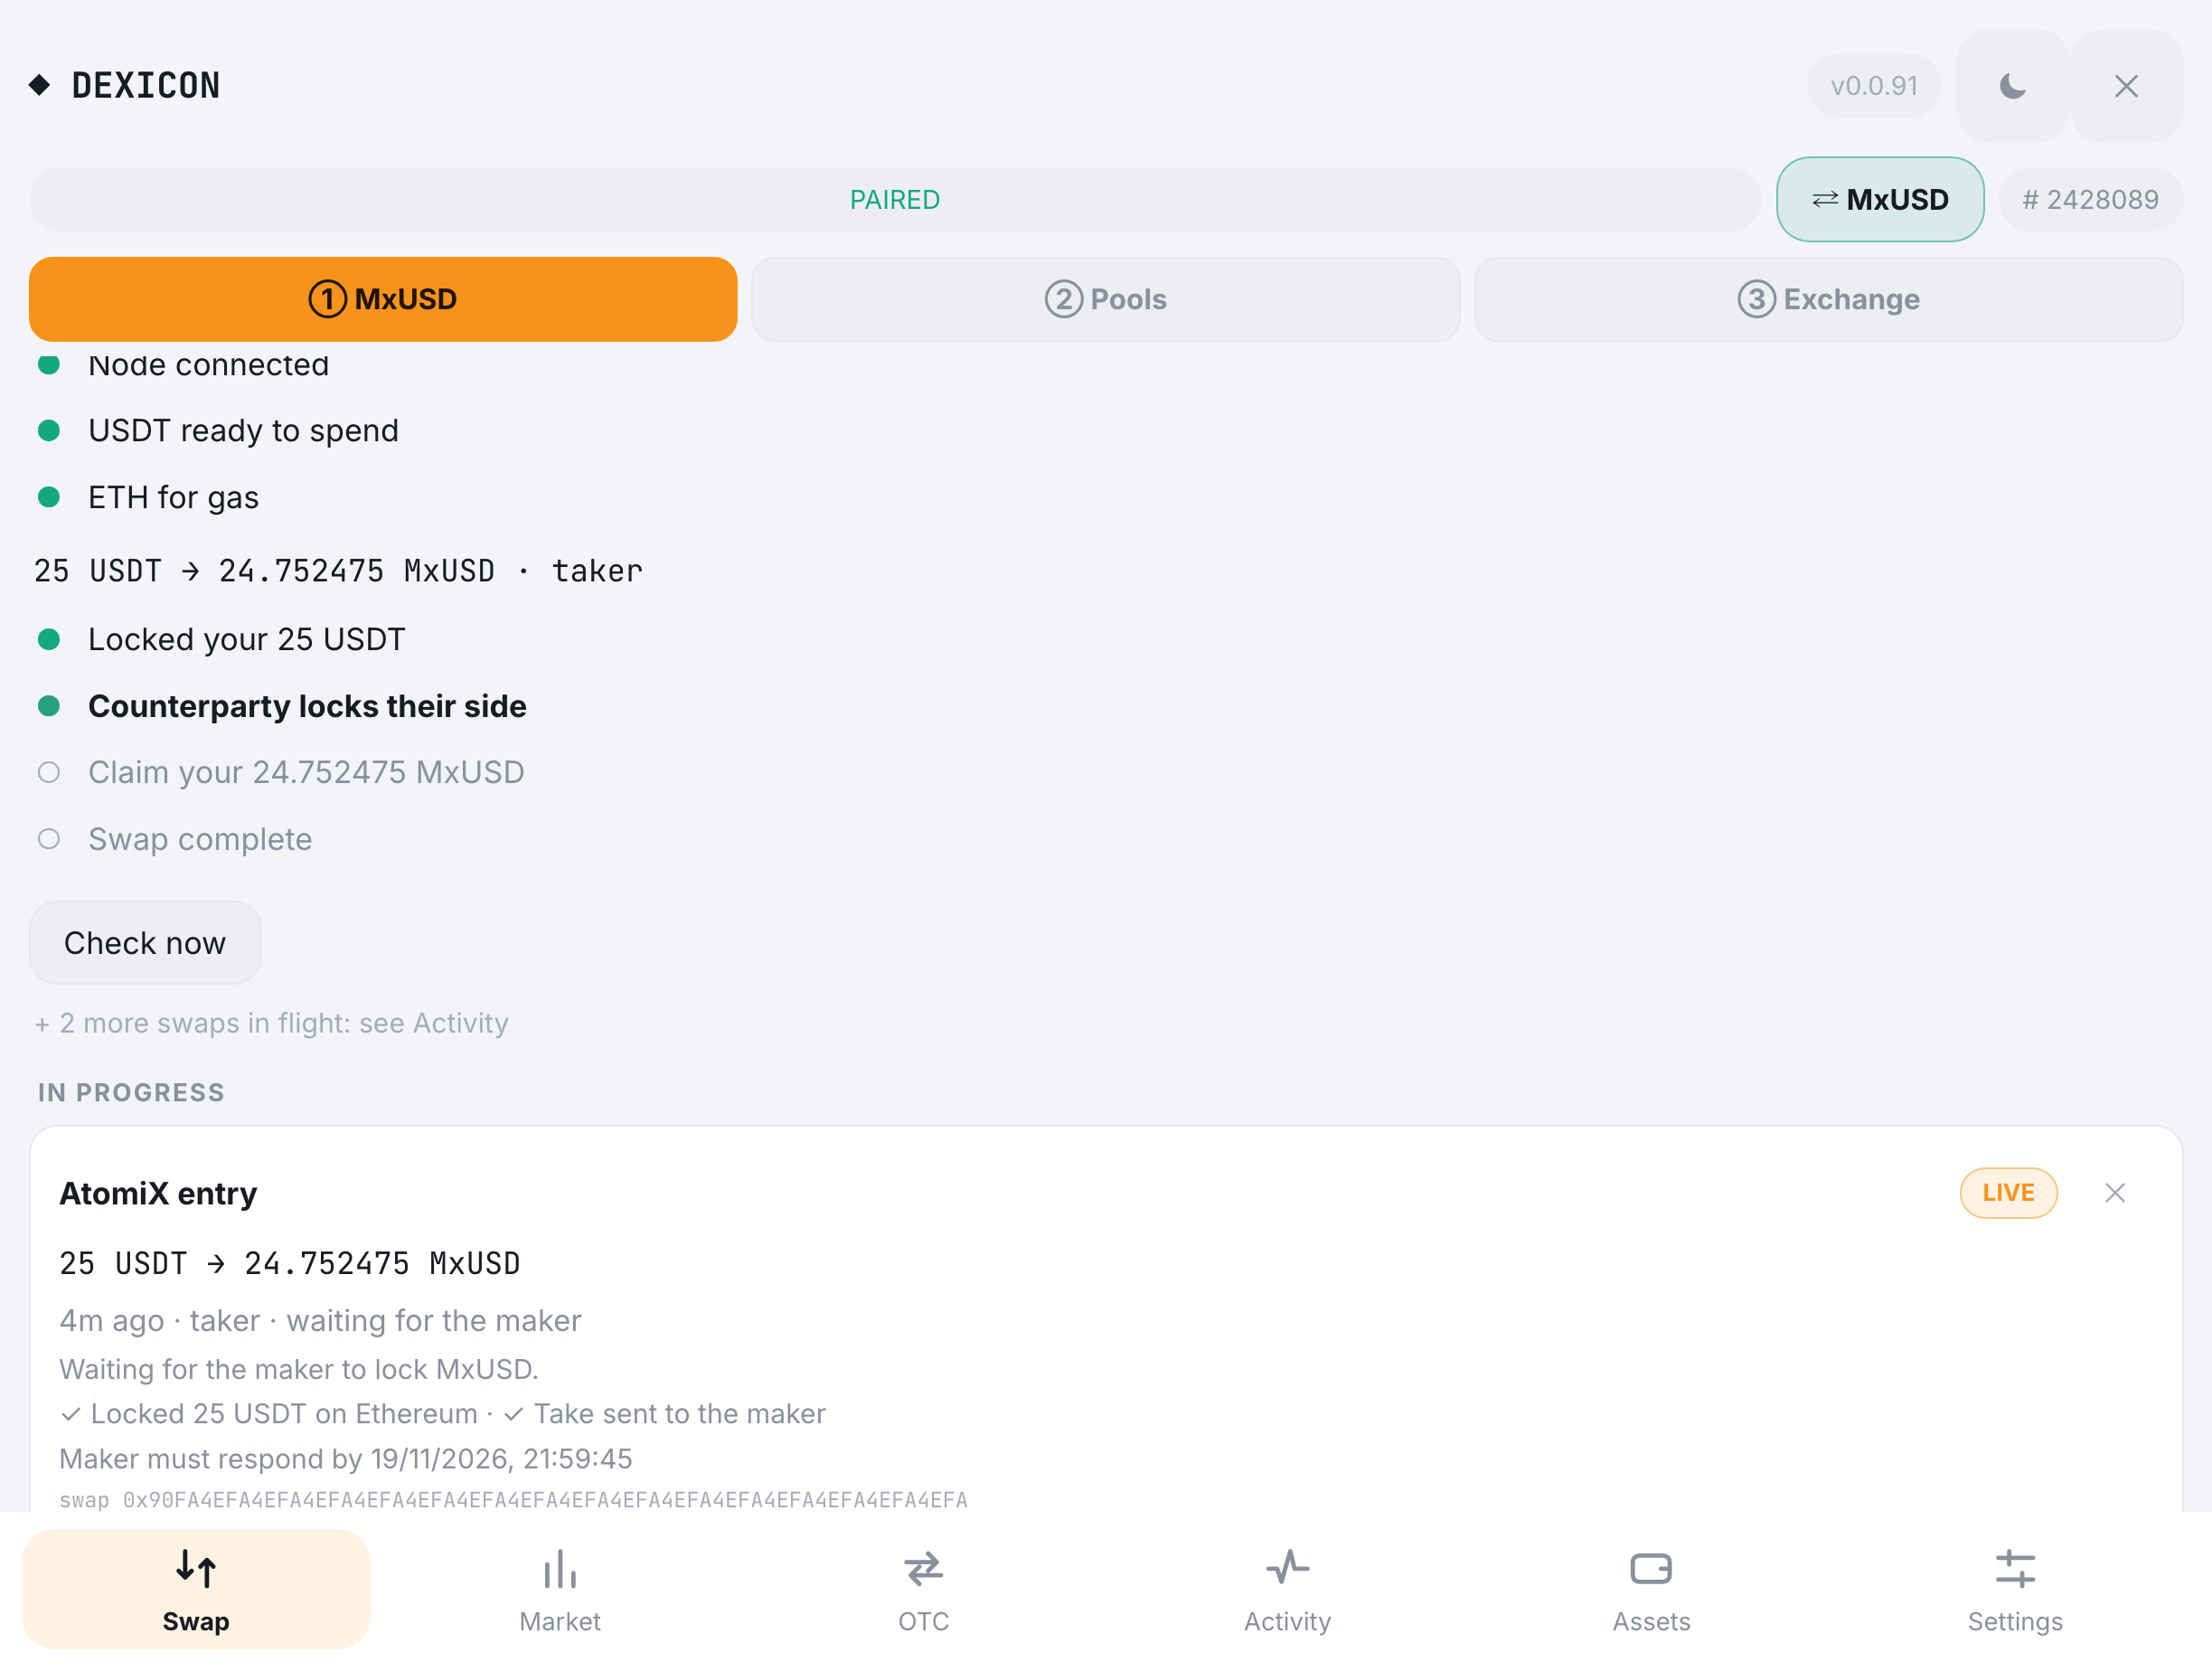 ◆ DEXICON
v0.0.91
PAIRED
⇄ MxUSD
# 2428089
① MxUSD
② Pools
③ Exchange
Node connected
USDT ready to spend
ETH for gas
25 USDT → 24.752475 MxUSD · taker
Locked your 25 USDT
Counterparty locks their side
Claim your 24.752475 MxUSD
Swap complete
Check now
+ 2 more swaps in flight: see Activity
IN PROGRESS
AtomiX entry
LIVE
25 USDT → 24.752475 MxUSD
4m ago · taker · waiting for the maker
Waiting for the maker to lock MxUSD.
✓ Locked 25 USDT on Ethereum · ✓ Take sent to the maker
Maker must respond by 19/11/2026, 21:59:45
swap 0x90FA4EFA4EFA4EFA4EFA4EFA4EFA4EFA4EFA4EFA4EFA4EFA4EFA4EFA4EFA4EFA
Swap
Market
OTC
Activity
Assets
Settings